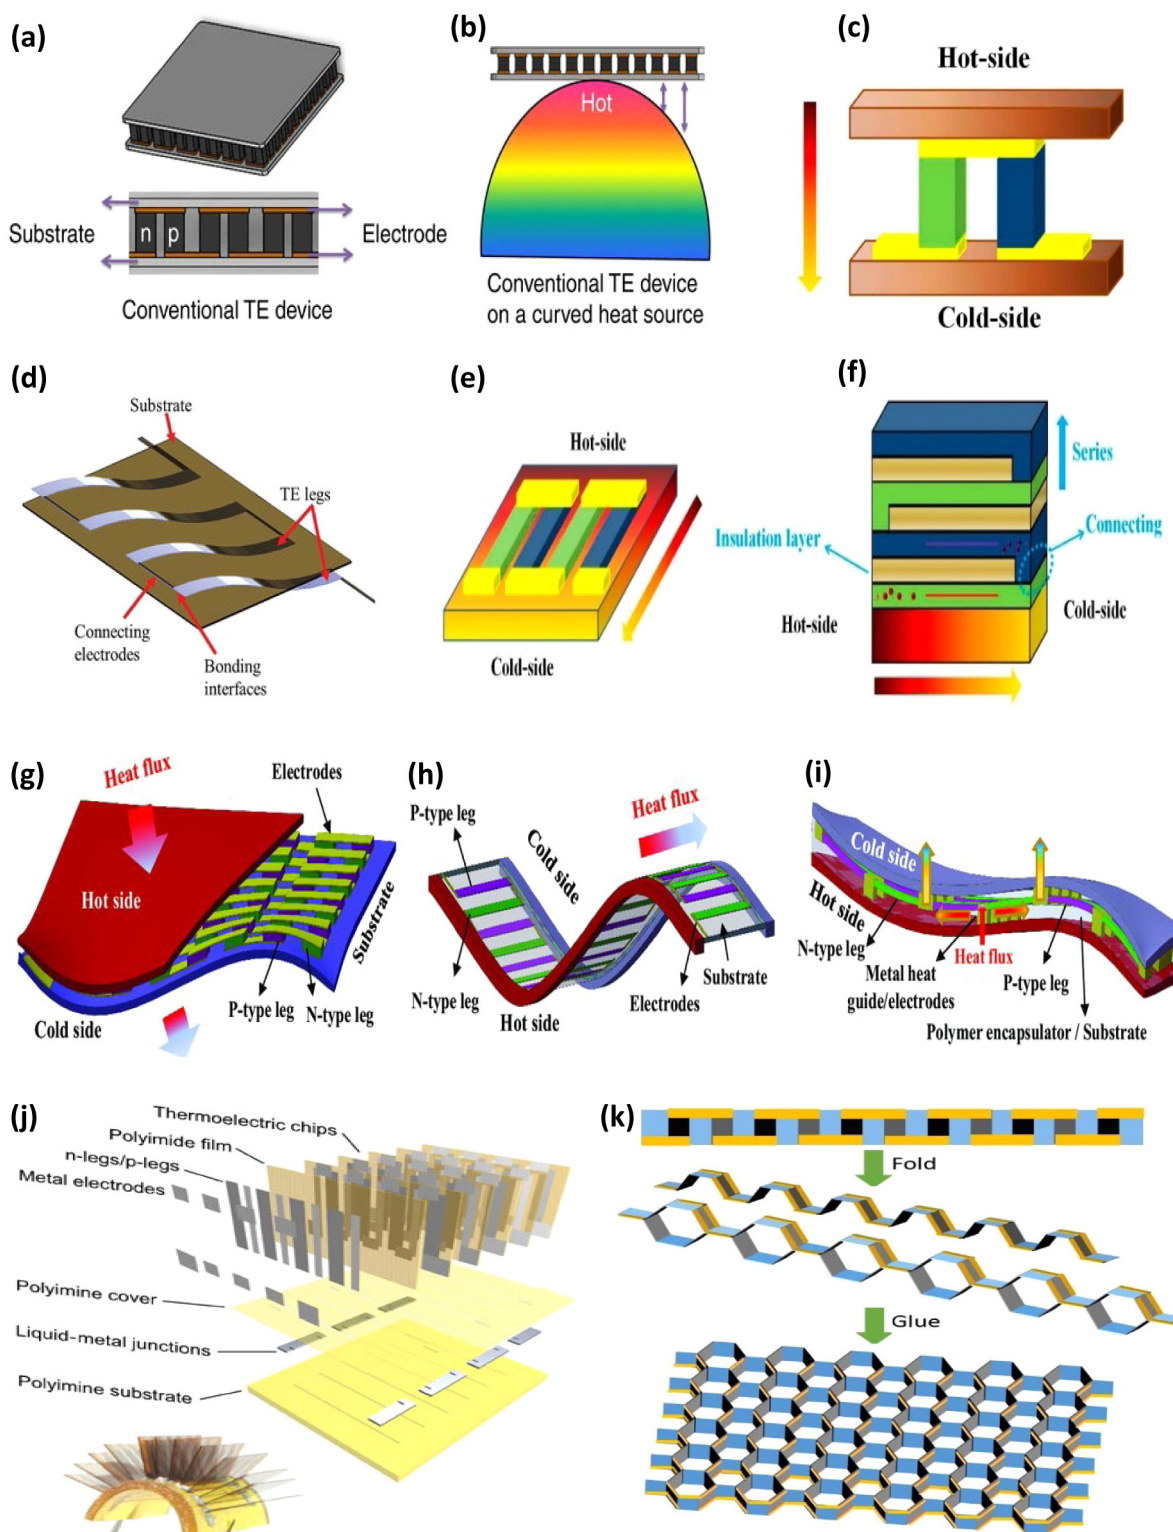 (a)
Substrate
n p
Electrode
Conventional TE device
(b)
Hot
Conventional TE device
on a curved heat source
(c)
Hot-side
Cold-side
(d)
Substrate
TE legs
Connecting
electrodes
Bonding
interfaces
(e)
Hot-side
Cold-side
(f)
Series
Insulation layer
Connecting
Hot-side
Cold-side
(g)
Heat flux
Electrodes
Hot side
Substrate
P-type leg
N-type leg
Cold side
(h)
P-type leg
Heat flux
Cold side
N-type leg
Substrate
Electrodes
Hot side
(i)
Cold side
Hot side
N-type leg
Heat flux
Metal heat
guide/electrodes
P-type leg
Polymer encapsulator / Substrate
(j)
Thermoelectric chips
Polyimide film
n-legs/p-legs
Metal electrodes
Polyimine cover
Liquid-metal junctions
Polyimine substrate
(k)
Fold
Glue